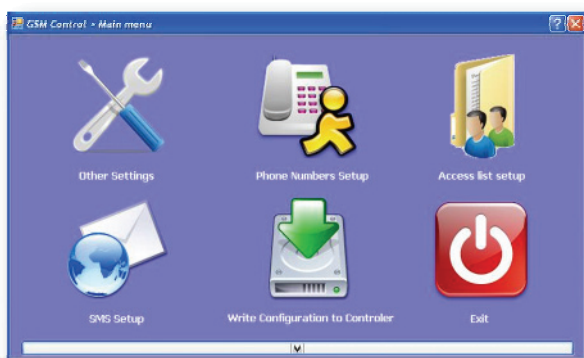 GSM Control - Main menu
Other Settings
Phone Numbers Setup
Access list setup
SMS Setup
Write Configuration to Controler
Exit